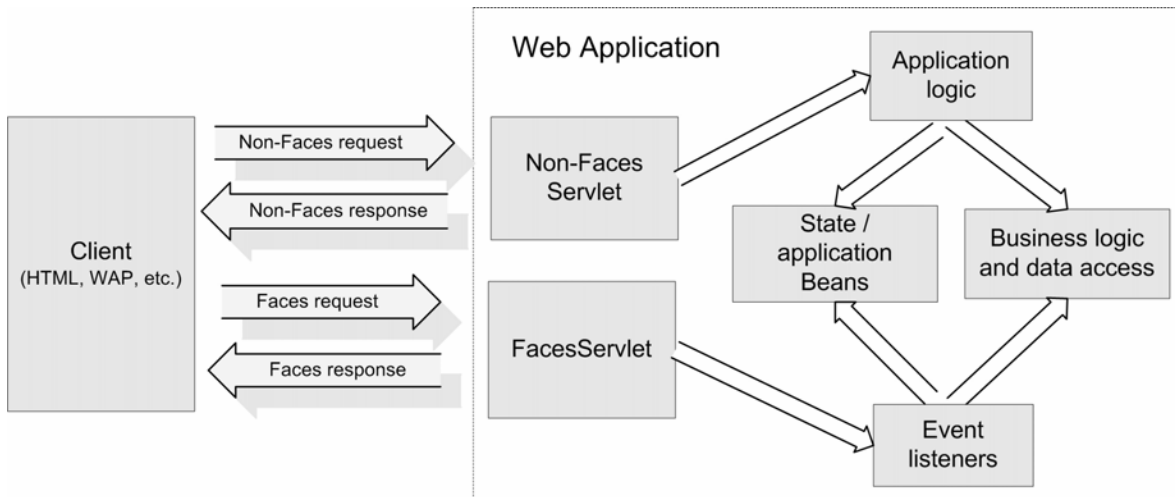 Web Application
Application
logic
Non-Faces request
Non-Faces
Servlet
Non-Faces response
State /
application
Beans
Business logic
and data access
Client
(HTML, WAP, etc.)
Faces request
FacesServlet
Faces response
Event
listeners